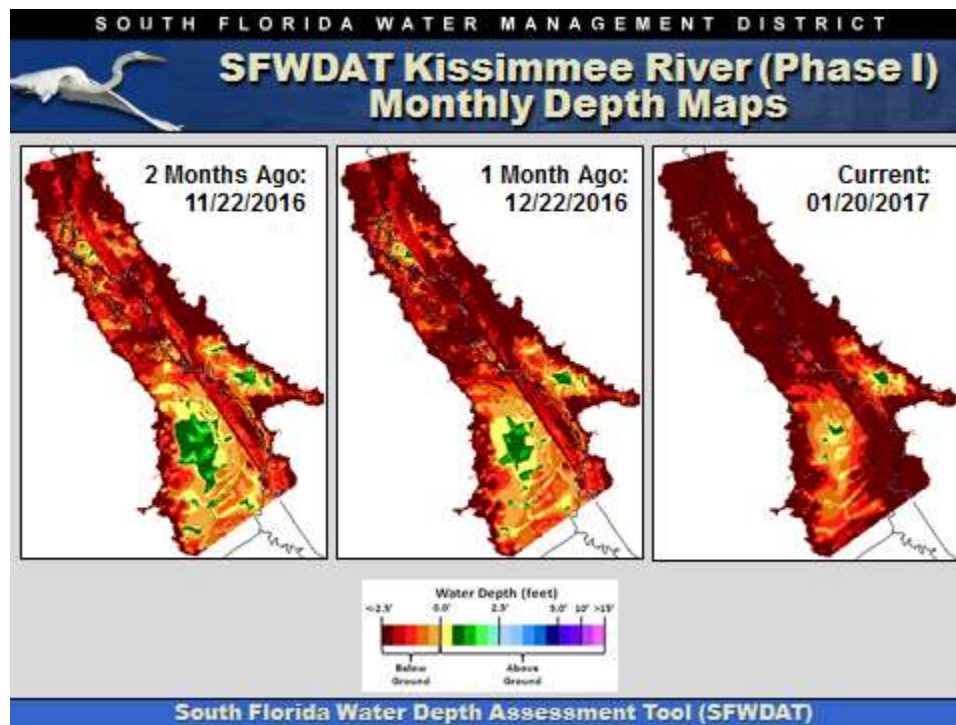 SOUTH FLORIDA WATER MANAGEMENT DISTRICT
SFWDAT Kissimmee River (Phase I)
Monthly Depth Maps
2 Months Ago:
11/22/2016
1 Month Ago:
12/22/2016
Current:
01/20/2017
Water Depth (feet)
<-2.5' 0.0' 2.5' 5.0' 10' >15'
Below
Ground
Above
Ground
South Florida Water Depth Assessment Tool (SFWDAT)